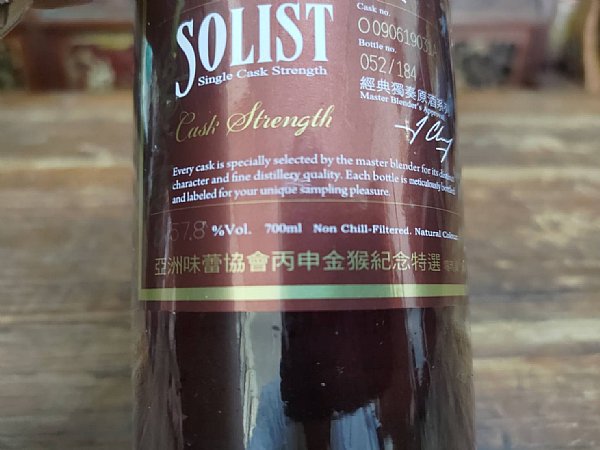 SOLIST
Single Cask Strength
Cask no.
Bottle no.
052/184
經典獨奏原酒系列
Master Blender's Approval
Cask Strength
Every cask is specially selected by the master blender for its
character and fine distillery quality. Each bottle is meticulously bottled
and labeled for your unique sampling pleasure.
57.8 %Vol. 700ml Non Chill-Filtered. Natural Colour
亞洲味蕾協會丙申金猴紀念特選